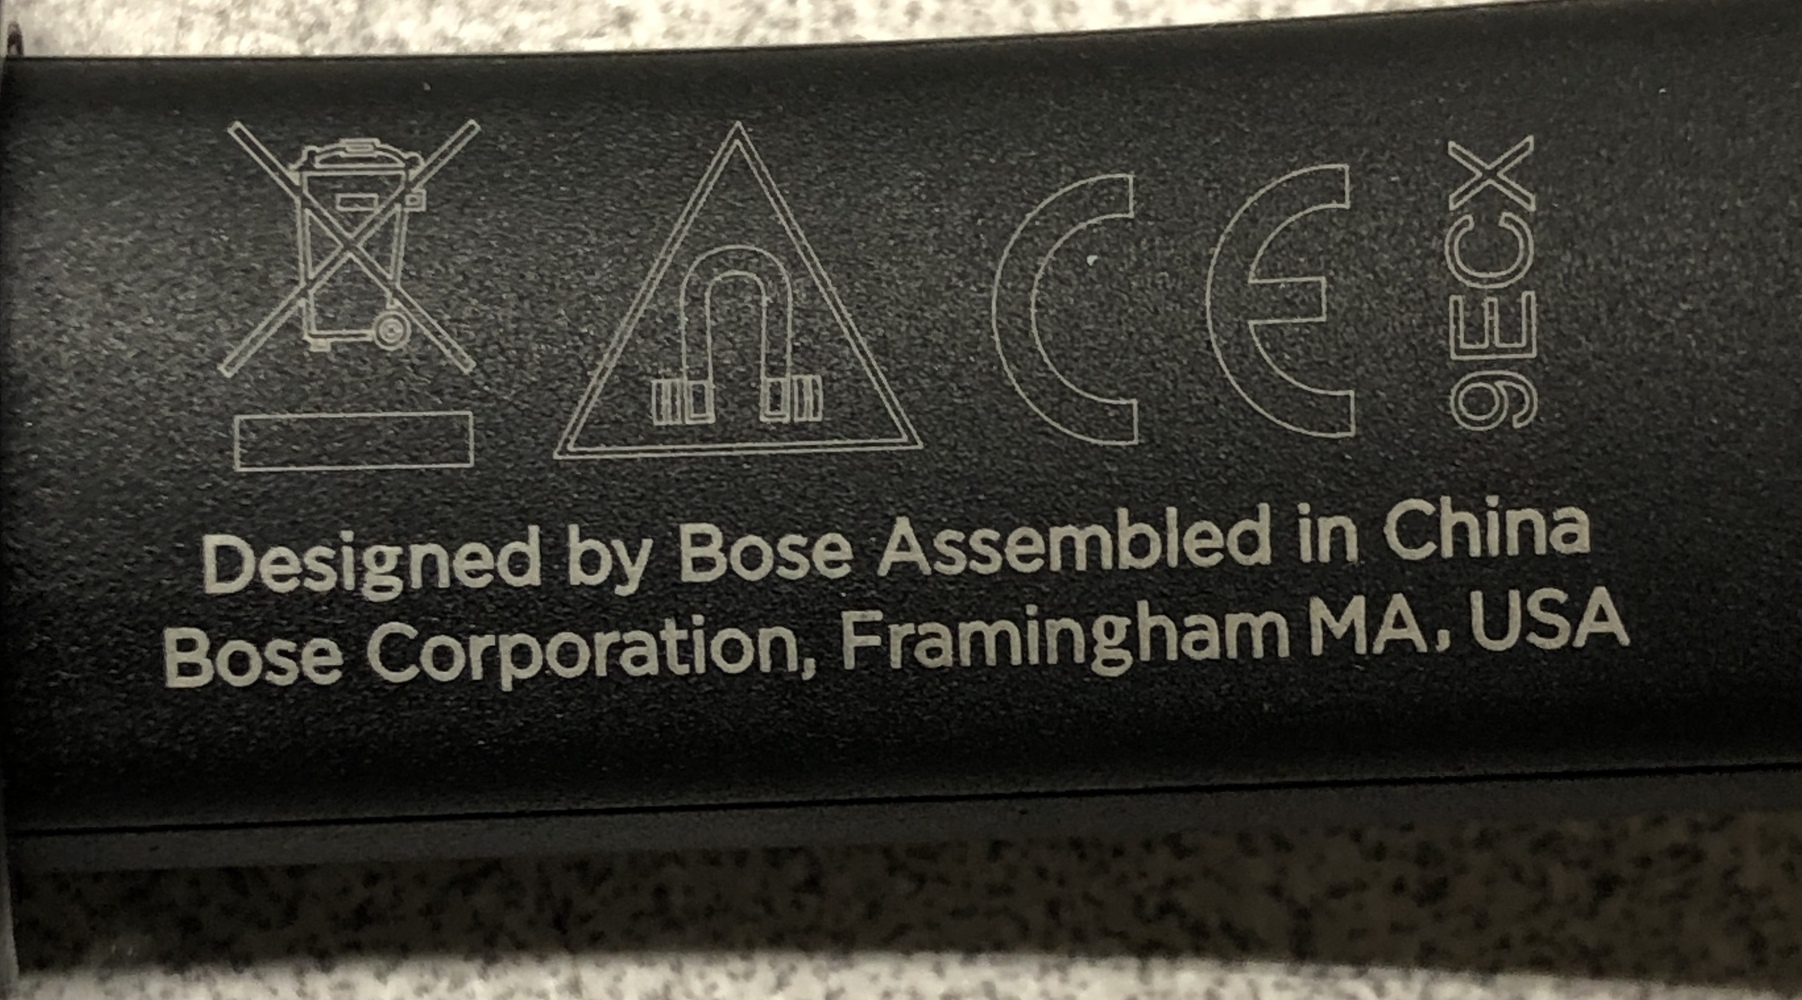 CE
9ECX
Designed by Bose Assembled in China
Bose Corporation, Framingham MA, USA